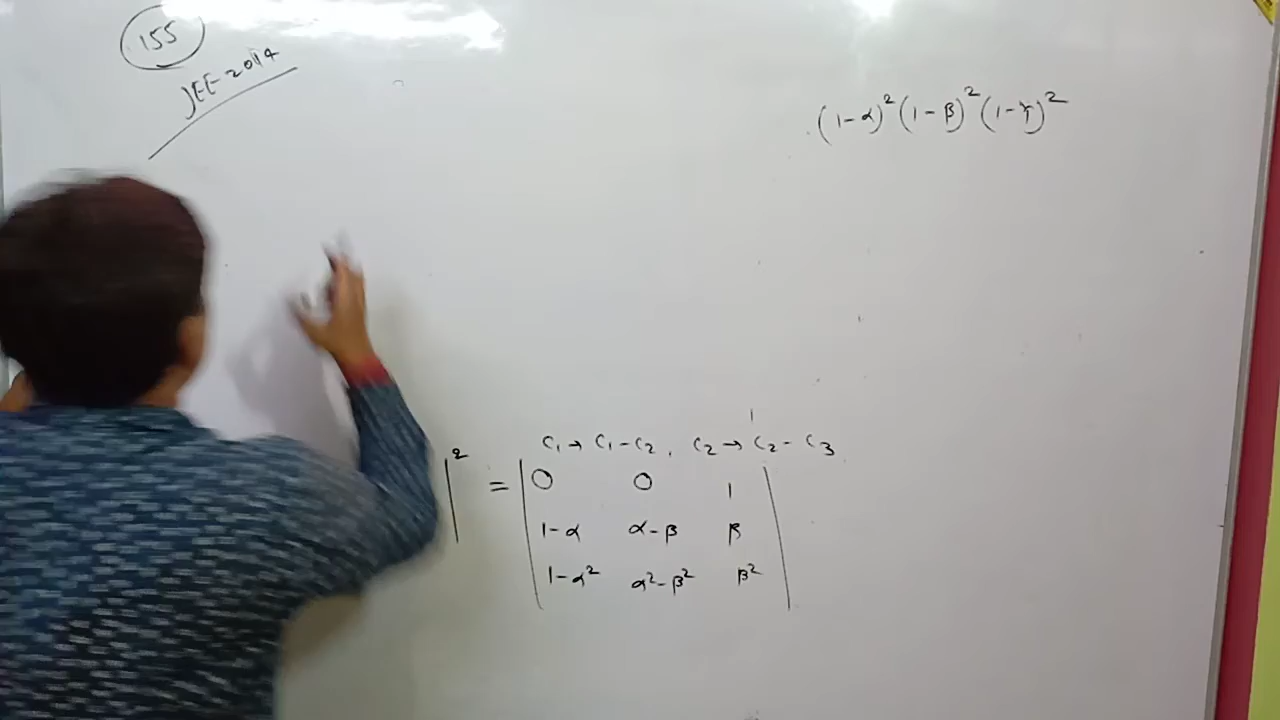 155
JEE-2014
(1-α)²(1-β)²(1-γ)²
C₁→C₁-C₂, C₂→C₂-C₃
|² = | 0 0 1 |
1-α α-β β
1-α² α²-β² β²